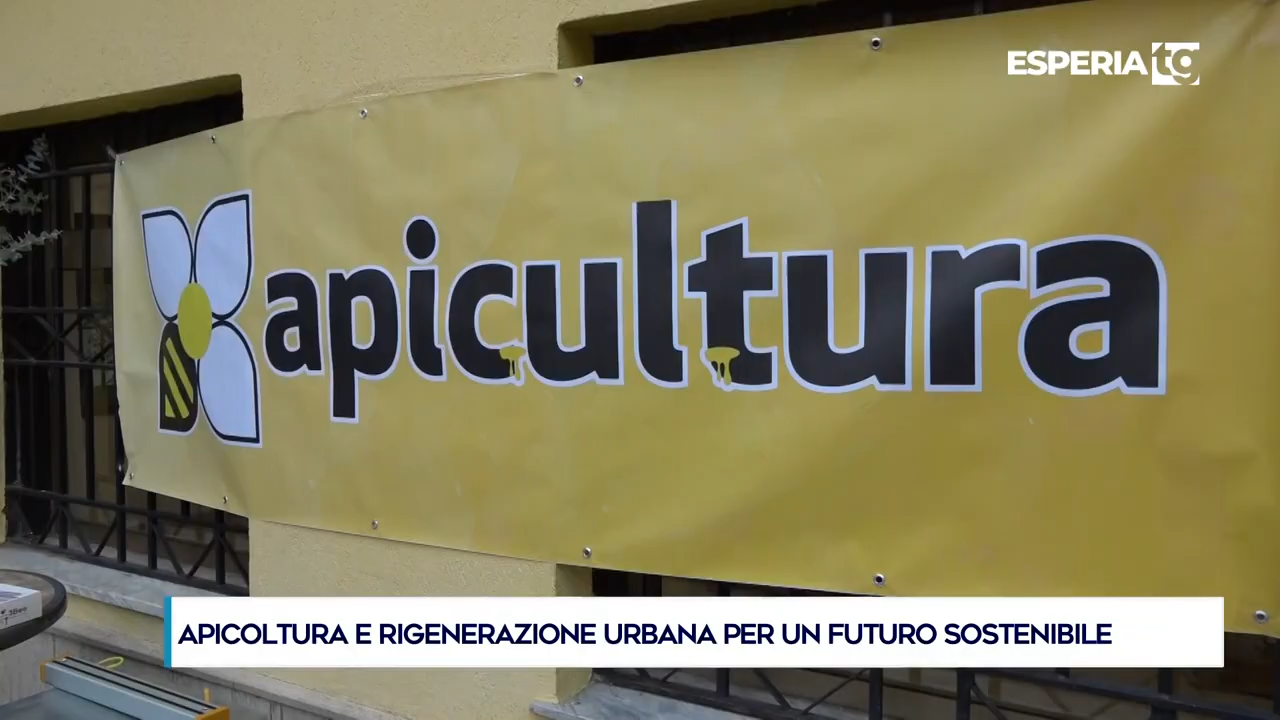 ESPERIA tg
apicultura
APICOLTURA E RIGENERAZIONE URBANA PER UN FUTURO SOSTENIBILE